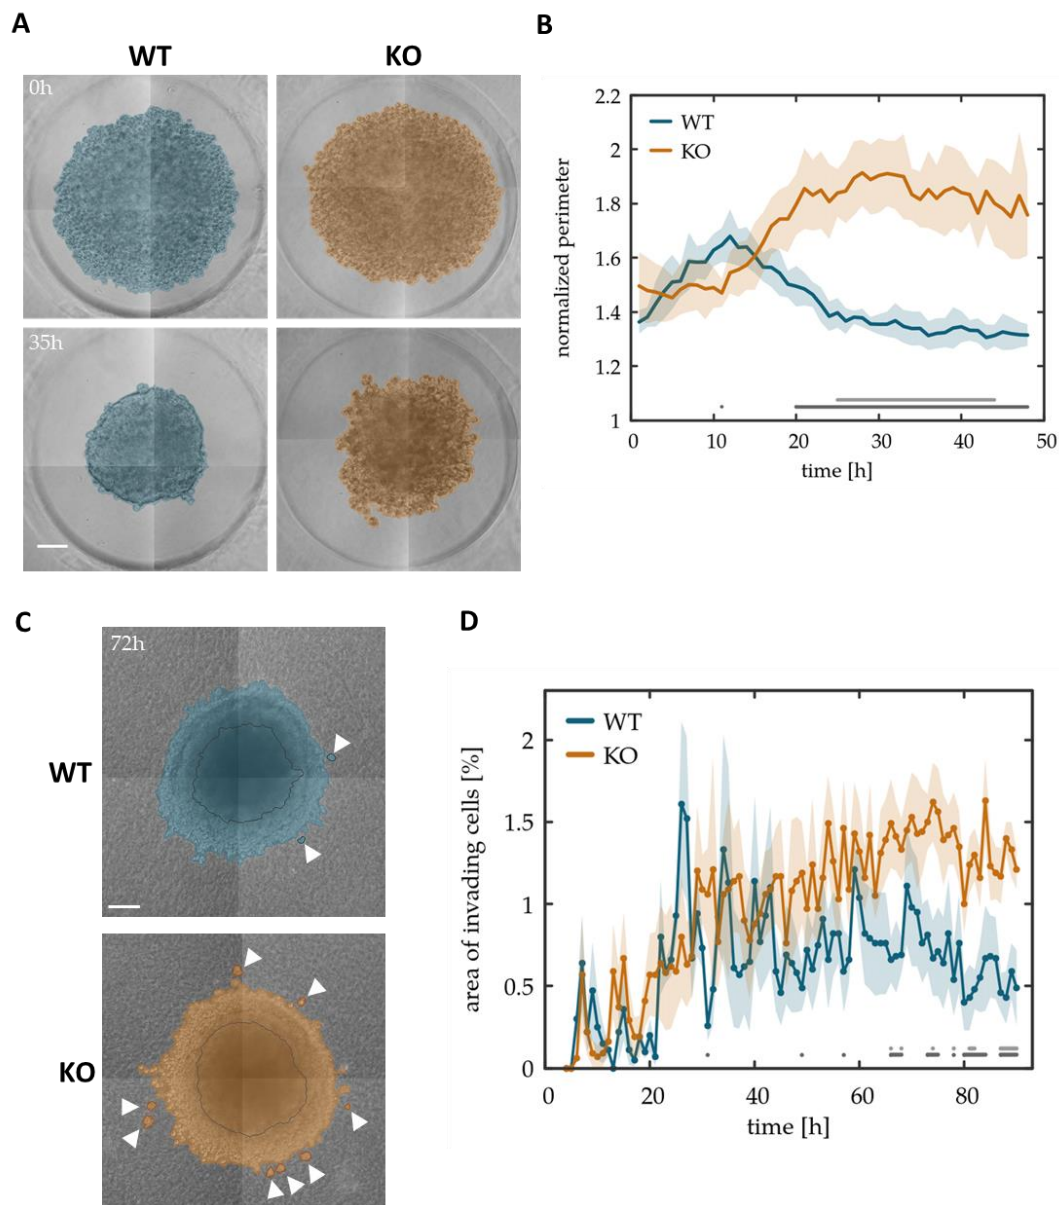 A
WT
KO
0h
35h
B
2.2
2
1.8
1.6
1.4
1.2
1
normalized perimeter
WT
KO
0
10
20
30
40
50
time [h]
C
72h
WT
KO
D
2
1.5
1
0.5
0
area of invading cells [%]
WT
KO
0
20
40
60
80
time [h]